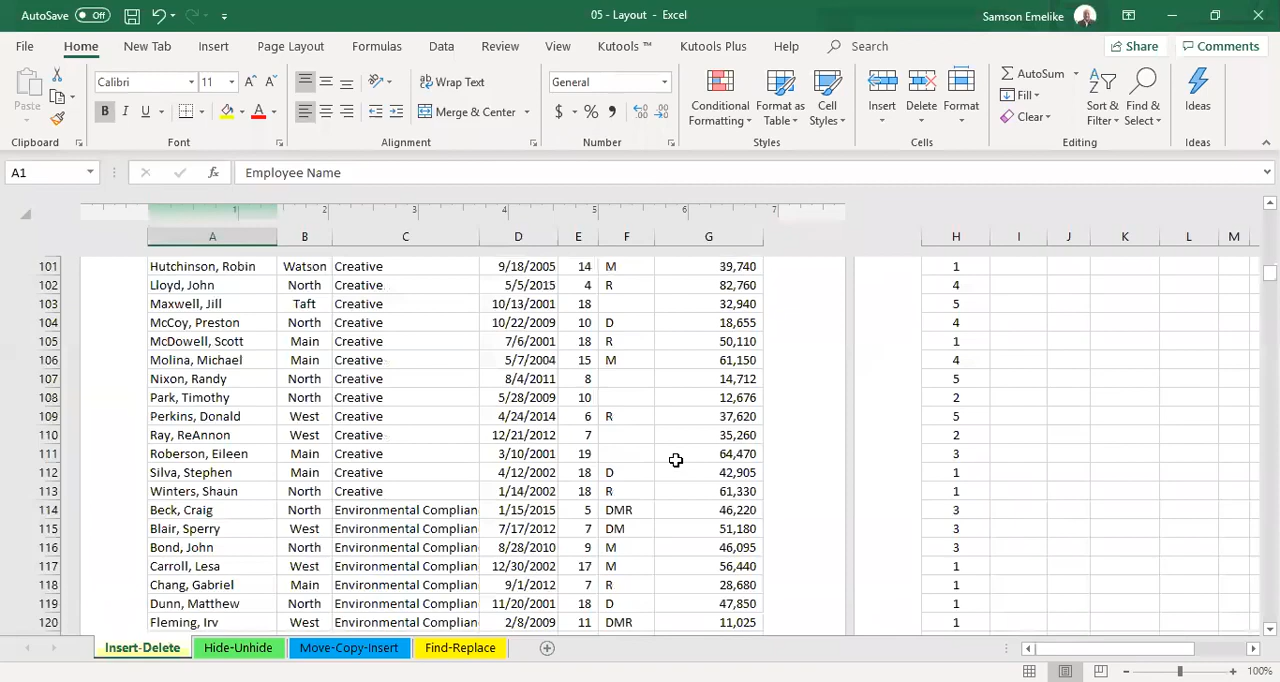 AutoSave Off 05 - Layout - Excel Samson Emelike
File Home New Tab Insert Page Layout Formulas Data Review View Kutools ™ Kutools Plus Help Search Share Comments
Paste Calibri 11 A A Wrap Text General Conditional Formatting Format as Table Cell Styles Insert Delete Format AutoSum Fill Clear Sort & Filter Find & Select Ideas
B I U A Merge & Center $ % ,
Clipboard Font Alignment Number Styles Cells Editing Ideas
A1 fx Employee Name
1 2 3 4 5 6 7
A B C D E F G H I J K L M
101 Hutchinson, Robin Watson Creative 9/18/2005 14 M 39,740 1
102 Lloyd, John North Creative 5/5/2015 4 R 82,760 4
103 Maxwell, Jill Taft Creative 10/13/2001 18 32,940 5
104 McCoy, Preston North Creative 10/22/2009 10 D 18,655 4
105 McDowell, Scott Main Creative 7/6/2001 18 R 50,110 1
106 Molina, Michael Main Creative 5/7/2004 15 M 61,150 4
107 Nixon, Randy North Creative 8/4/2011 8 14,712 5
108 Park, Timothy North Creative 5/28/2009 10 12,676 2
109 Perkins, Donald West Creative 4/24/2014 6 R 37,620 5
110 Ray, ReAnnon West Creative 12/21/2012 7 35,260 2
111 Roberson, Eileen Main Creative 3/10/2001 19 64,470 3
112 Silva, Stephen Main Creative 4/12/2002 18 D 42,905 1
113 Winters, Shaun North Creative 1/14/2002 18 R 61,330 1
114 Beck, Craig North Environmental Complian 1/15/2015 5 DMR 46,220 3
115 Blair, Sperry West Environmental Complian 7/17/2012 7 DM 51,180 3
116 Bond, John North Environmental Complian 8/28/2010 9 M 46,095 3
117 Carroll, Lesa West Environmental Complian 12/30/2002 17 M 56,440 1
118 Chang, Gabriel Main Environmental Complian 9/1/2012 7 R 28,680 1
119 Dunn, Matthew North Environmental Complian 11/20/2001 18 D 47,850 1
120 Fleming, Irv West Environmental Complian 2/8/2009 11 DMR 11,025 1
Insert-Delete Hide-Unhide Move-Copy-Insert Find-Replace
100%